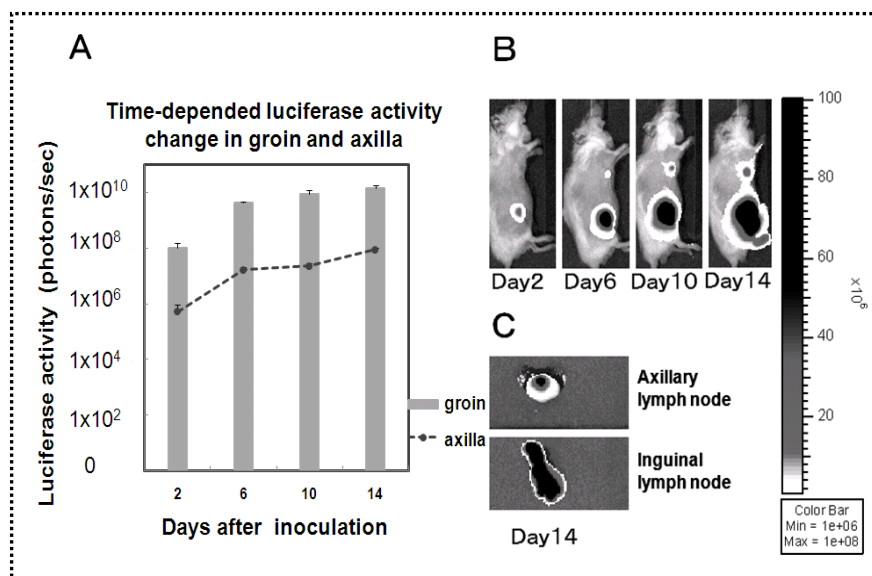 A
Time-depended luciferase activity
change in groin and axilla
Luciferase activity (photons/sec)
1x10^10
1x10^8
1x10^6
1x10^4
1x10^2
0
2 6 10 14
Days after inoculation
groin
axilla
B
Day2 Day6 Day10 Day14
C
Axillary
lymph node
Inguinal
lymph node
Day14
100
80
60
40
20
x10^6
Color Bar
Min = 1e+06
Max = 1e+08